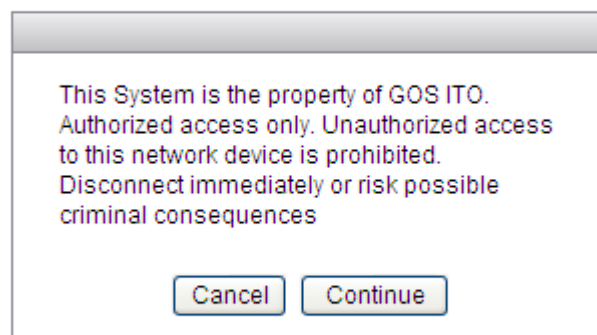 This System is the property of GOS ITO.
Authorized access only. Unauthorized access
to this network device is prohibited.
Disconnect immediately or risk possible
criminal consequences
Cancel Continue